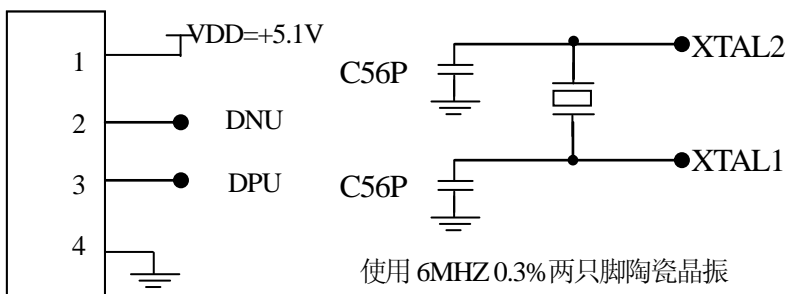 1
VDD=+5.1V
2
DNU
3
DPU
4
C56P
XTAL2
C56P
XTAL1
使用 6MHZ 0.3% 两只脚陶瓷晶振